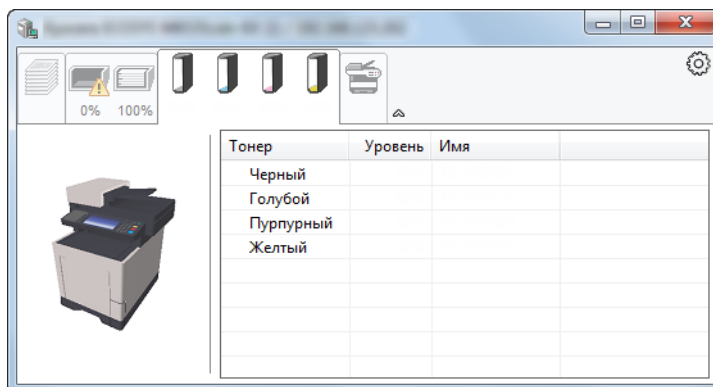 0% 100%
Тонер Уровень Имя
Черный
Голубой
Пурпурный
Желтый